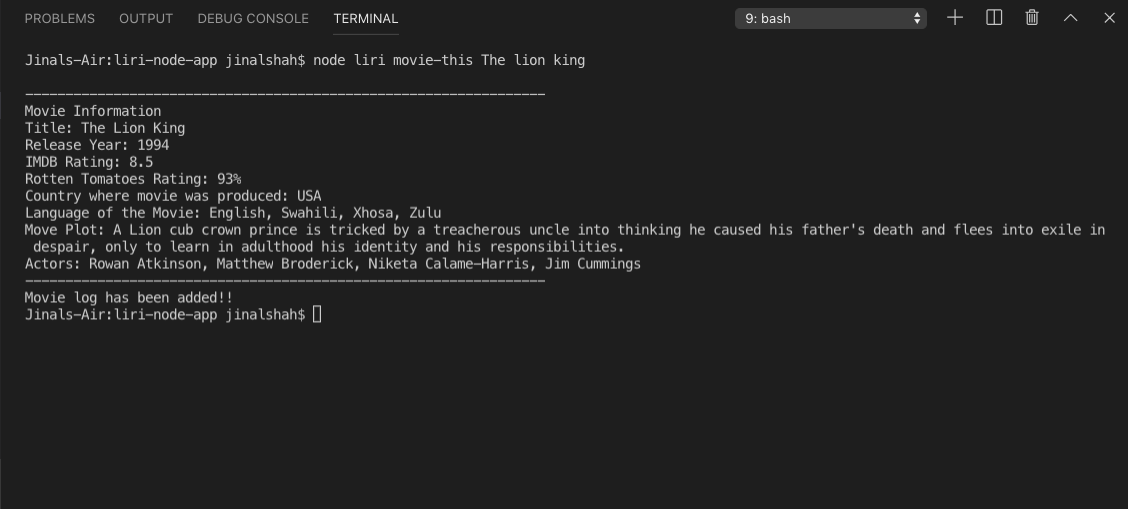 PROBLEMS OUTPUT DEBUG CONSOLE TERMINAL 9: bash
Jinals-Air:liri-node-app jinalshah$ node liri movie-this The lion king
-----------------------------------------------------------------
Movie Information
Title: The Lion King
Release Year: 1994
IMDB Rating: 8.5
Rotten Tomatoes Rating: 93%
Country where movie was produced: USA
Language of the Movie: English, Swahili, Xhosa, Zulu
Move Plot: A Lion cub crown prince is tricked by a treacherous uncle into thinking he caused his father's death and flees into exile in
despair, only to learn in adulthood his identity and his responsibilities.
Actors: Rowan Atkinson, Matthew Broderick, Niketa Calame-Harris, Jim Cummings
-----------------------------------------------------------------
Movie log has been added!!
Jinals-Air:liri-node-app jinalshah$